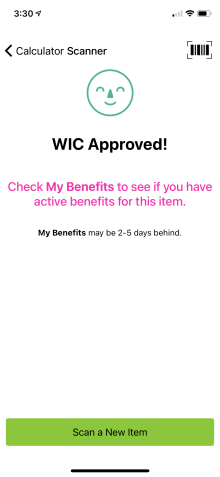 3:30
Calculator Scanner
WIC Approved!
Check My Benefits to see if you have
active benefits for this item.
My Benefits may be 2-5 days behind.
Scan a New Item